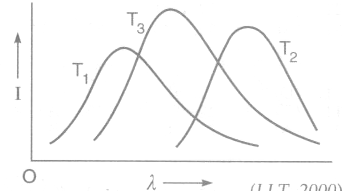 T₃
T₁
T₂
I
O
λ
(I.I.T. 2000)